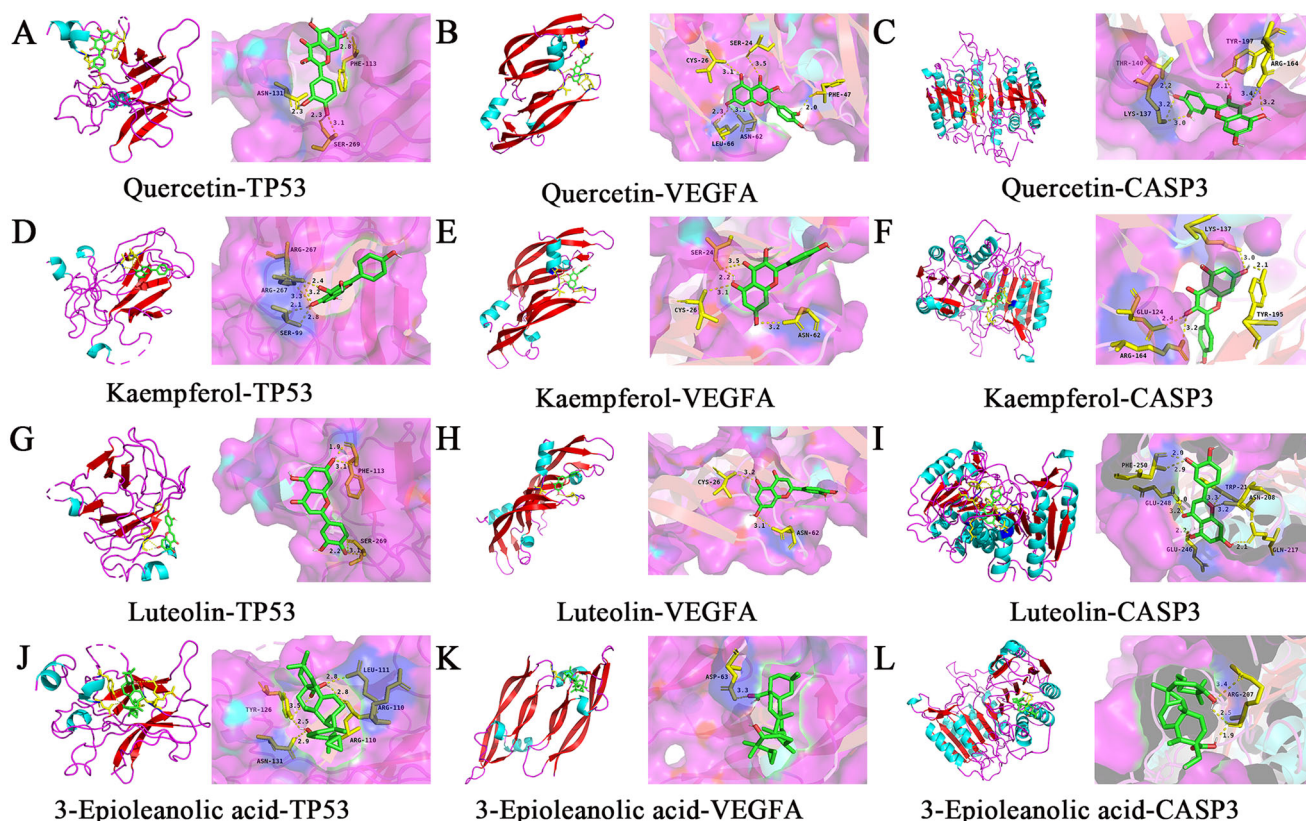 A
2.8
PHE-113
ASN-131
2.3
2.3
3.1
SER-269
Quercetin-TP53
B
SER-24
CYS-26
3.1
3.5
PHE-47
2.0
2.3
3.1
ASN-62
LEU-66
Quercetin-VEGFA
C
TYR-197
THR-140
ARG-164
2.2
2.1
3.4
3.2
3.2
LYS-137
3.0
Quercetin-CASP3
D
ARG-267
2.4
ARG-267
3.2
3.3
2.1
2.8
SER-99
Kaempferol-TP53
E
SER-24
3.5
2.2
3.1
CYS-26
3.2
ASN-62
Kaempferol-VEGFA
F
LYS-137
3.0
2.1
GLU-124
2.4
TYR-195
3.2
ARG-164
Kaempferol-CASP3
G
1.9
3.1
PHE-113
SER-269
2.2
Luteolin-TP53
H
CYS-26
3.2
3.1
ASN-62
Luteolin-VEGFA
I
2.0
PHE-250
2.9
TRP-21
GLU-248
3.0
3.3
ASN-208
3.2
3.2
2.1
GLU-246
GLN-217
Luteolin-CASP3
J
2.8
LEU-111
2.8
TYR-126
3.5
ARG-110
2.5
ARG-110
2.9
ASN-131
3-Epioleanolic acid-TP53
K
ASP-63
3.3
3-Epioleanolic acid-VEGFA
L
3.4
ARG-207
1.9
3-Epioleanolic acid-CASP3